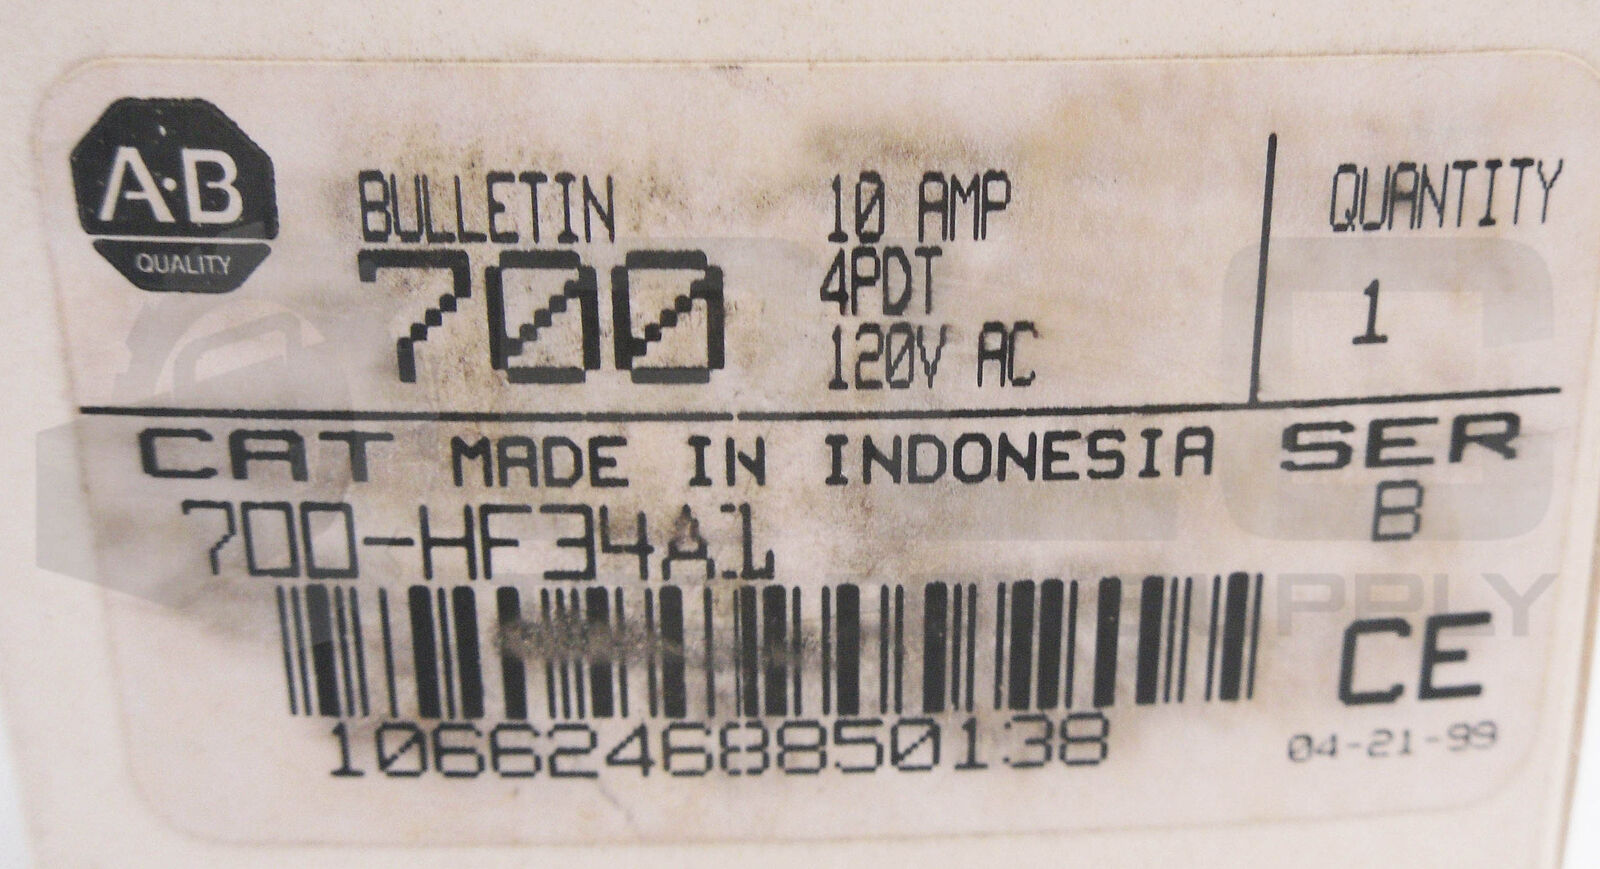 A·B
QUALITY
BULLETIN
700
10 AMP
4PDT
120V AC
QUANTITY
1
CAT MADE IN INDONESIA SER
700-HF34A1 B
10662468850138
CE
04-21-99
SUPPLY